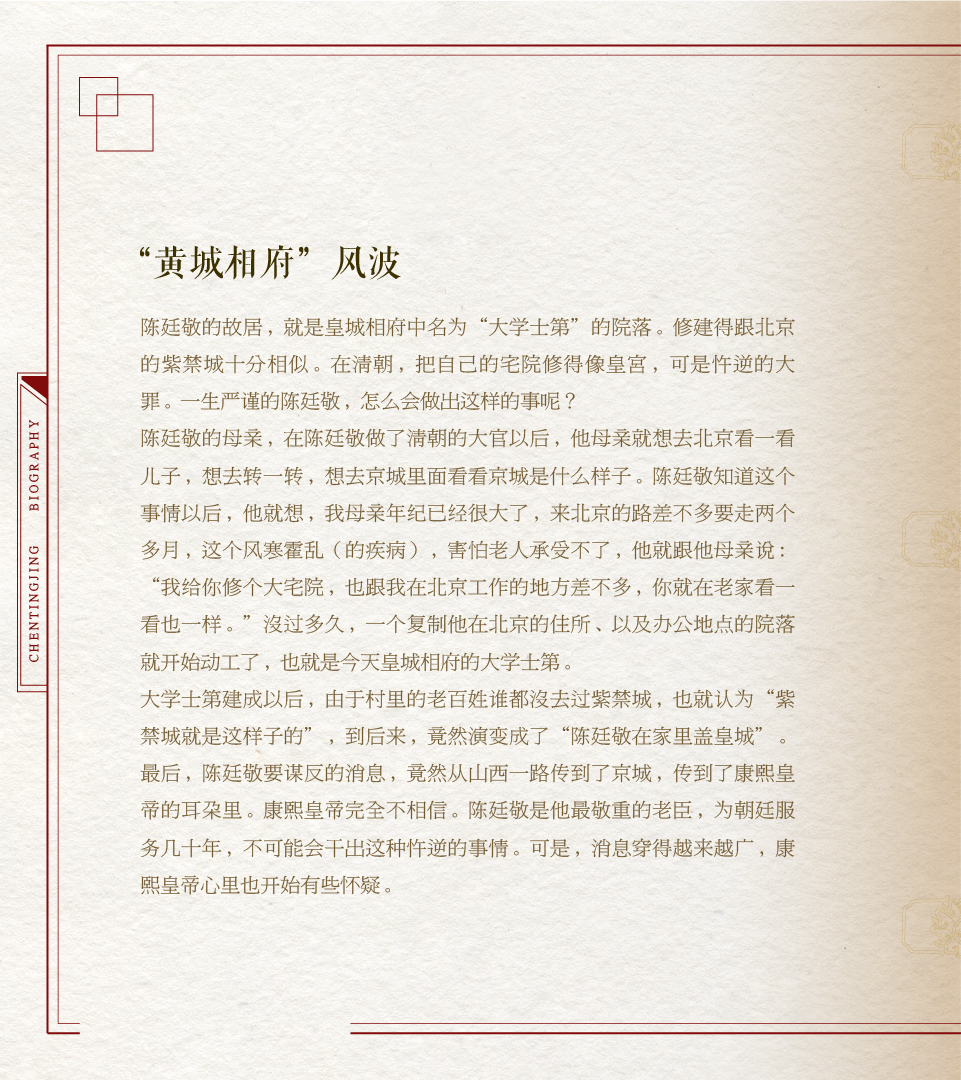 “黄城相府”风波
陈廷敬的故居，就是皇城相府中名为“大学士第”的院落。修建得跟北京
的紫禁城十分相似。在清朝，把自己的宅院修得像皇宫，可是忤逆的大
罪。一生严谨的陈廷敬，怎么会做出这样的事呢？
陈廷敬的母亲，在陈廷敬做了清朝的大官以后，他母亲就想去北京看一看
儿子，想去转一转，想去京城里面看看京城是什么样子。陈廷敬知道这个
事情以后，他就想，我母亲年纪已经很大了，来北京的路差不多要走两个
多月，这个风寒霍乱（的疾病），害怕老人承受不了，他就跟他母亲说：
“我给你修个大宅院，也跟我在北京工作的地方差不多，你就在老家看一
看也一样。”没过多久，一个复制他在北京的住所、以及办公地点的院落
就开始动工了，也就是今天皇城相府的大学士第。
大学士第建成以后，由于村里的老百姓谁都没去过紫禁城，也就认为“紫
禁城就是这样子的”，到后来，竟然演变成了“陈廷敬在家里盖皇城”。
最后，陈廷敬要谋反的消息，竟然从山西一路传到了京城，传到了康熙皇
帝的耳朵里。康熙皇帝完全不相信。陈廷敬是他最敬重的老臣，为朝廷服
务几十年，不可能会干出这种忤逆的事情。可是，消息穿得越来越广，康
熙皇帝心里也开始有些怀疑。
CHENTINGJING BIOGRAPHY